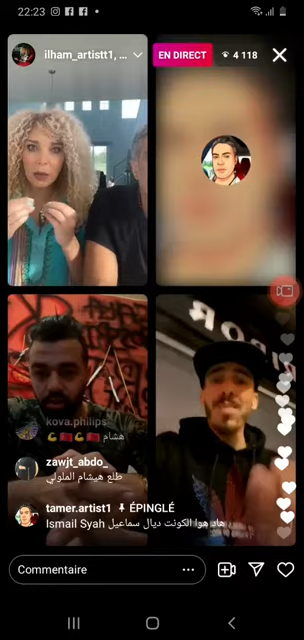 22:23
ilham_artistt1, ...
EN DIRECT
4 118
kova.philips
هشام 💪🇲🇦💪🇲🇦
zawjt_abdo_
طلع هيشام الملولي
tamer.artist1 📌 ÉPINGLÉ
هاد هوا الكونت ديال سماعيل Ismail Syah
Commentaire